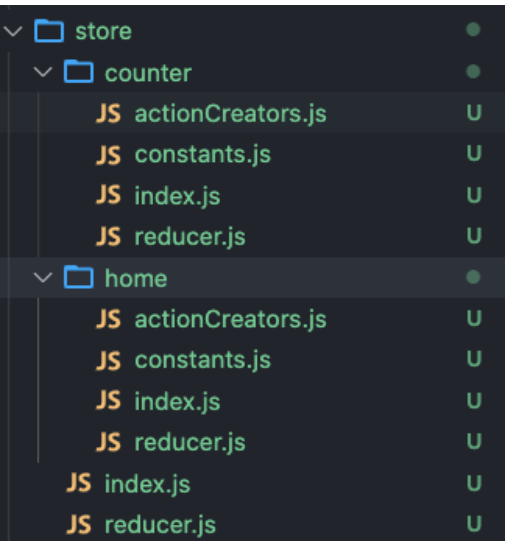 store
counter
JS actionCreators.js U
JS constants.js U
JS index.js U
JS reducer.js U
home
JS actionCreators.js U
JS constants.js U
JS index.js U
JS reducer.js U
JS index.js U
JS reducer.js U